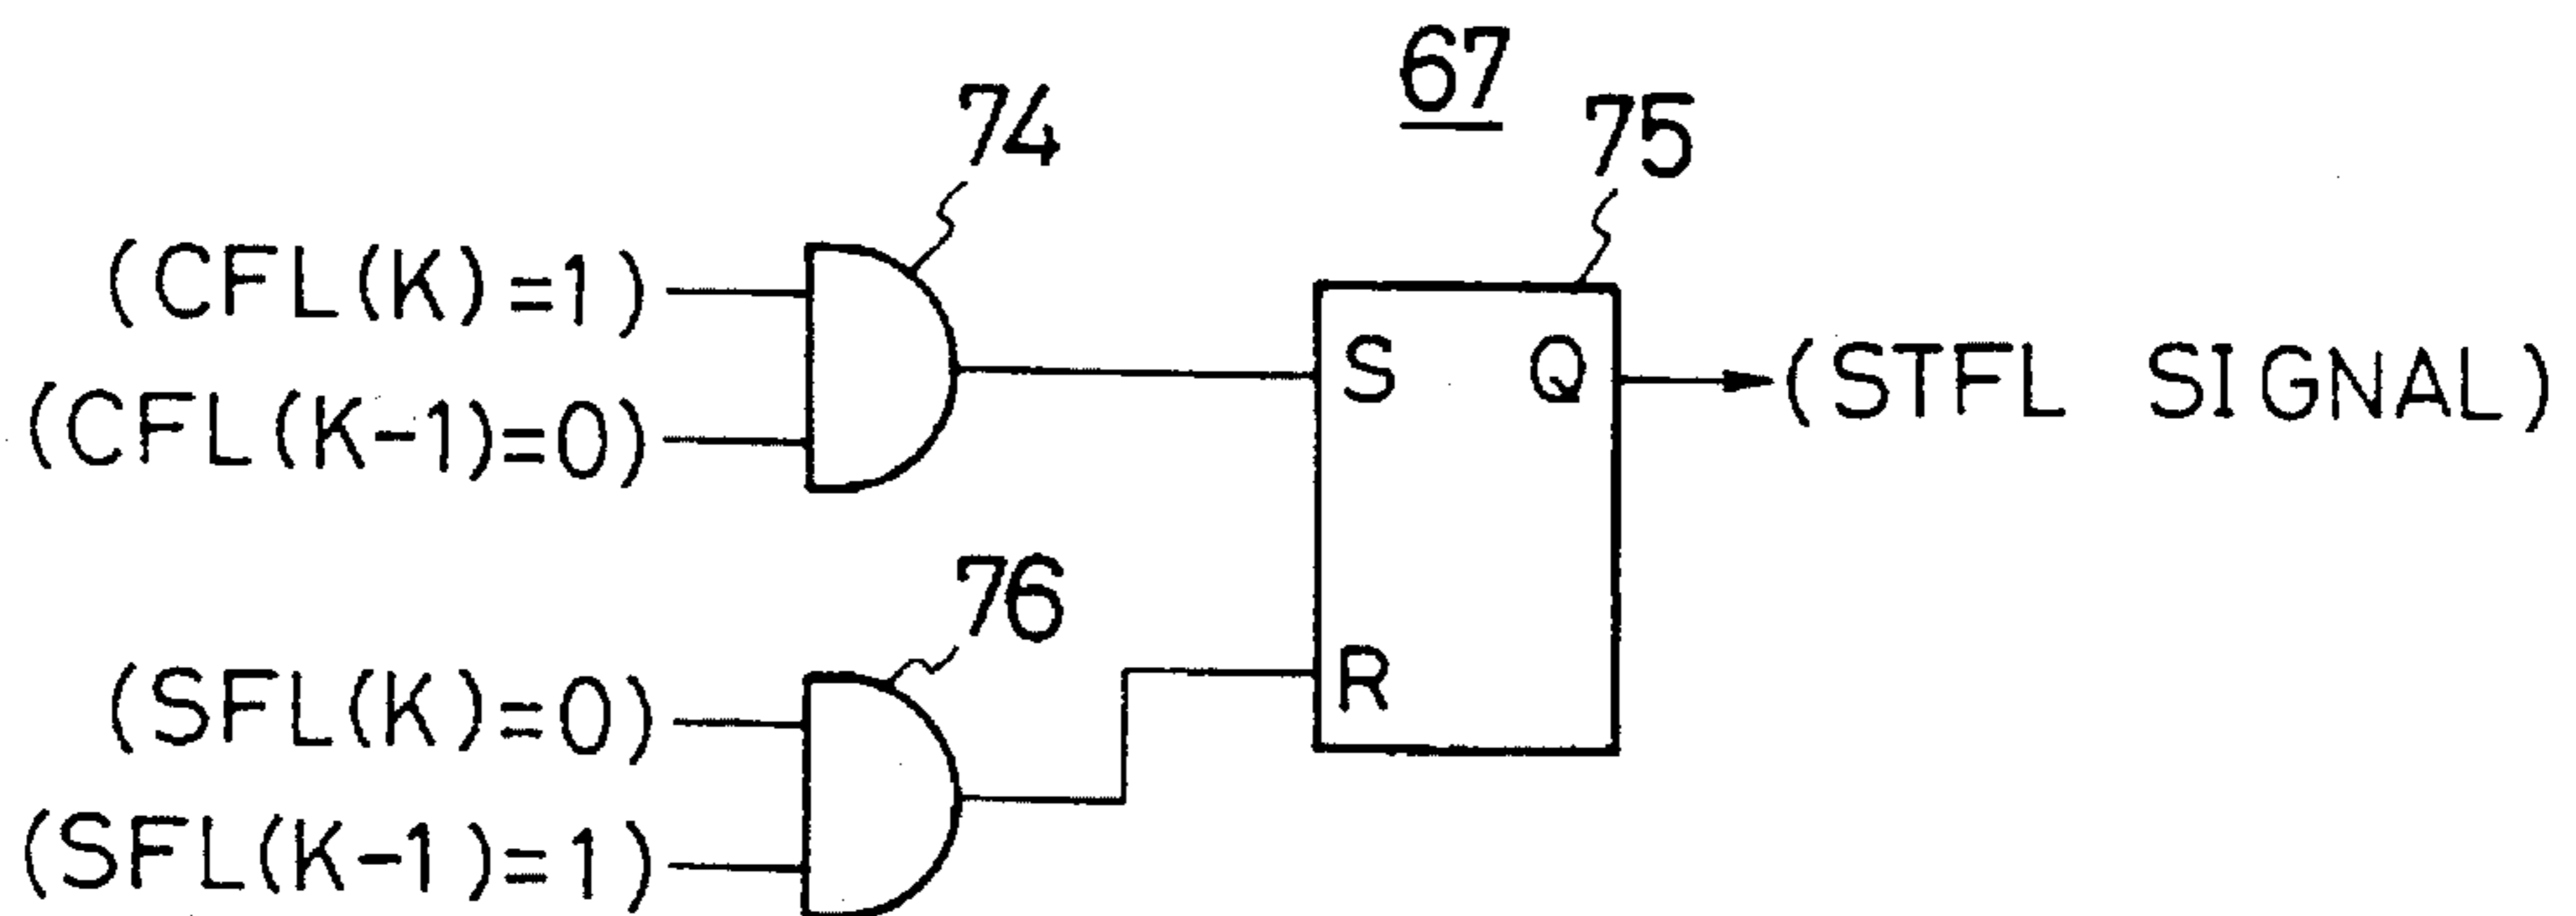 67
74
75
(CFL(K)=1)
(CFL(K-1)=0)
S Q
(STFL SIGNAL)
76
R
(SFL(K)=0)
(SFL(K-1)=1)